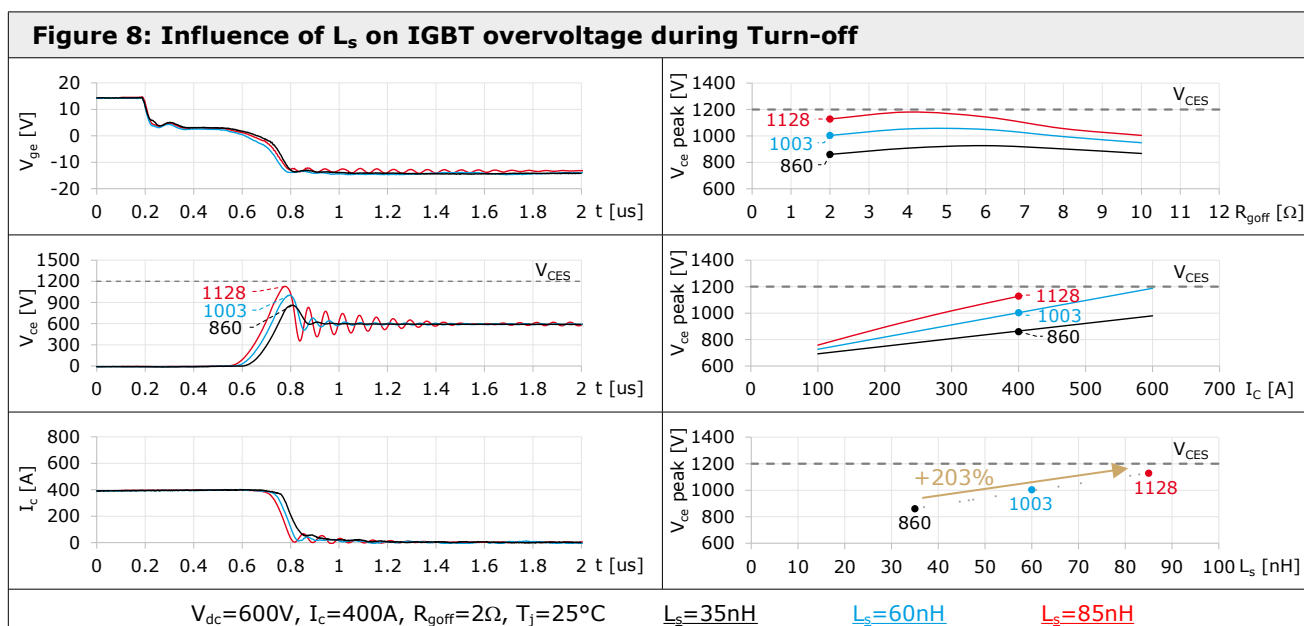 Figure 8: Influence of Ls on IGBT overvoltage during Turn-off
Vge [V]
20
10
0
-10
-20
0 0.2 0.4 0.6 0.8 1 1.2 1.4 1.6 1.8 2 t [us]
Vce peak [V]
1400
1200
1000
800
600
VCES
1128
1003
860
0 1 2 3 4 5 6 7 8 9 10 11 12 Rgoff [Ω]
Vce [V]
1500
1200
900
600
300
0
VCES
1128
1003
860
0 0.2 0.4 0.6 0.8 1 1.2 1.4 1.6 1.8 2 t [us]
Vce peak [V]
1400
1200
1000
800
600
VCES
1128
1003
860
0 100 200 300 400 500 600 700 IC [A]
Ic [A]
800
600
400
200
0
0 0.2 0.4 0.6 0.8 1 1.2 1.4 1.6 1.8 2 t [us]
Vce peak [V]
1400
1200
1000
800
600
VCES
+203%
1128
1003
860
0 10 20 30 40 50 60 70 80 90 100 Ls [nH]
Vdc=600V, Ic=400A, Rgoff=2Ω, Tj=25°C Ls=35nH Ls=60nH Ls=85nH